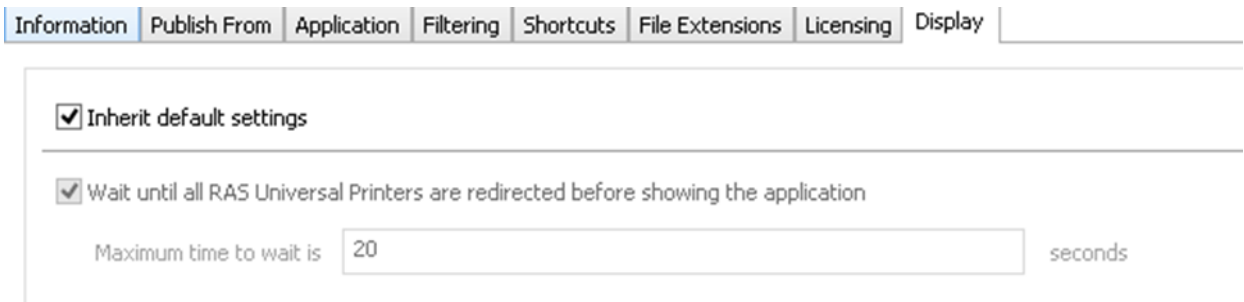 Information Publish From Application Filtering Shortcuts File Extensions Licensing Display
Inherit default settings
Wait until all RAS Universal Printers are redirected before showing the application
Maximum time to wait is 20 seconds